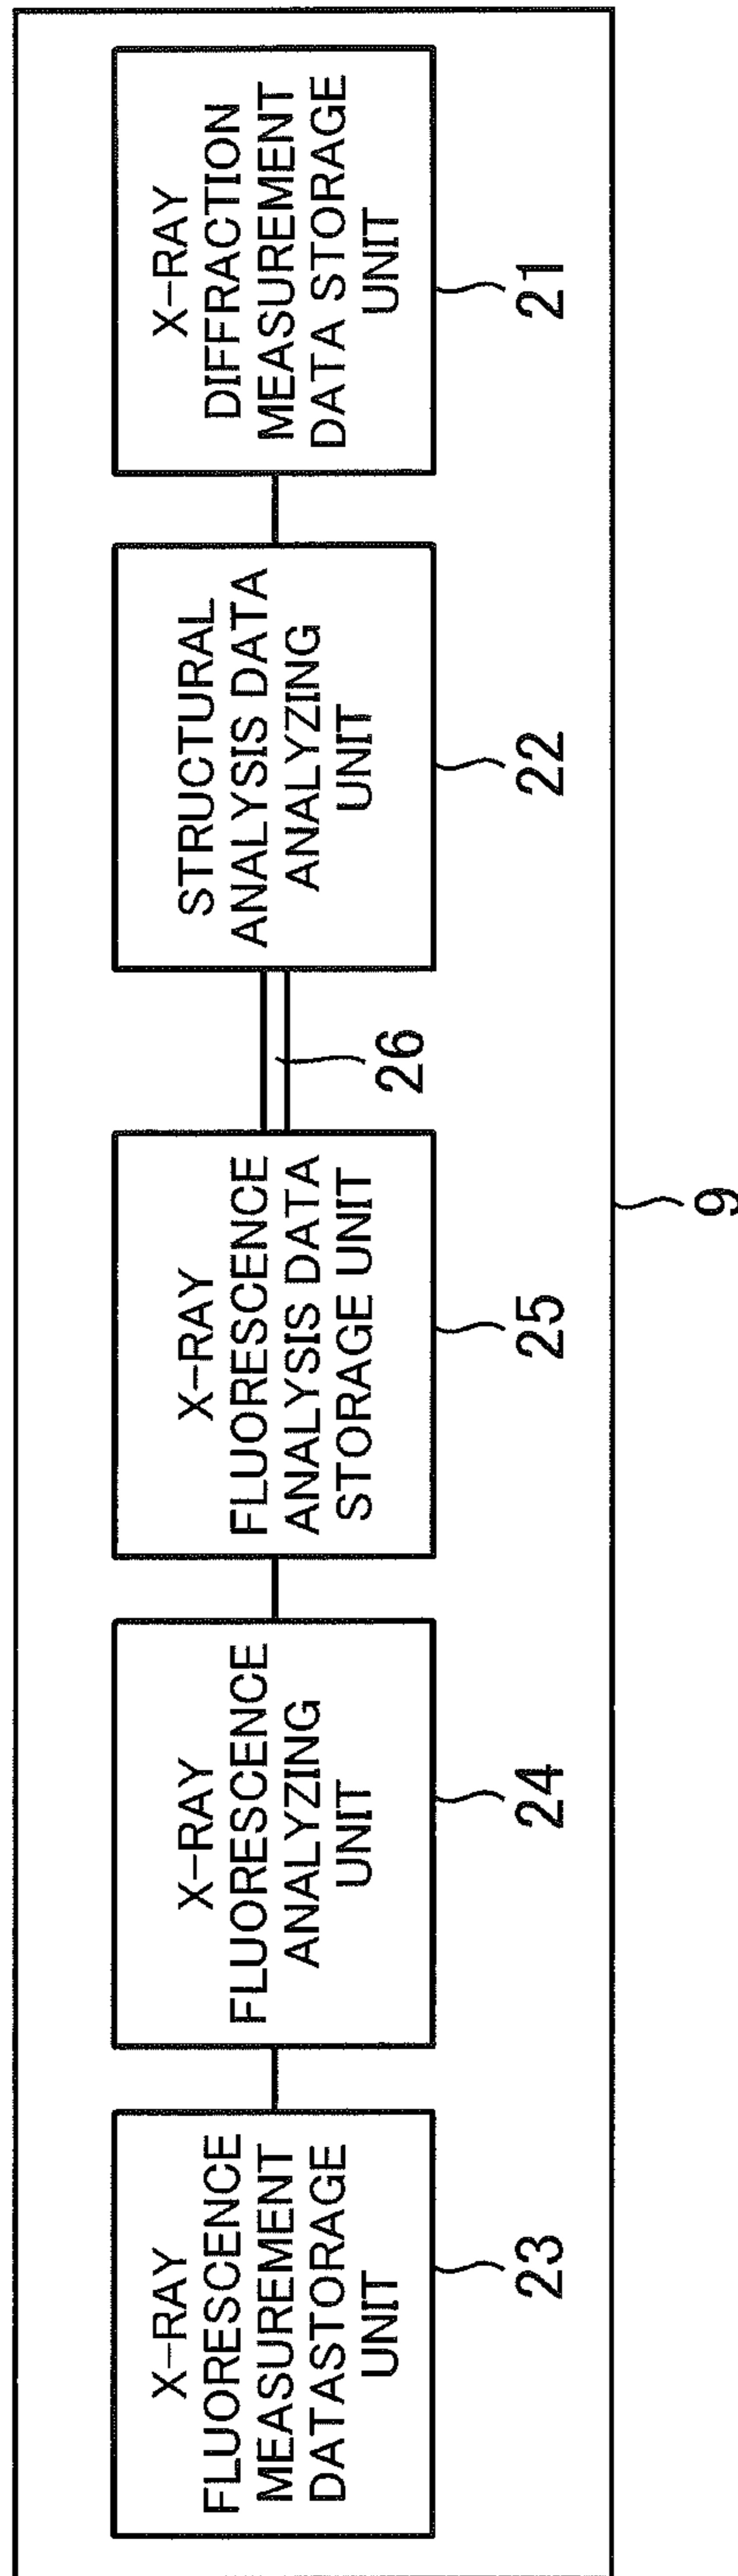 X-RAY
FLUORESCENCE
MEASUREMENT
DATASTORAGE
UNIT
23
X-RAY
FLUORESCENCE
ANALYZING
UNIT
24
X-RAY
FLUORESCENCE
ANALYSIS DATA
STORAGE UNIT
25
26
STRUCTURAL
ANALYSIS DATA
ANALYZING
UNIT
22
X-RAY
DIFFRACTION
MEASUREMENT
DATA STORAGE
UNIT
21
9